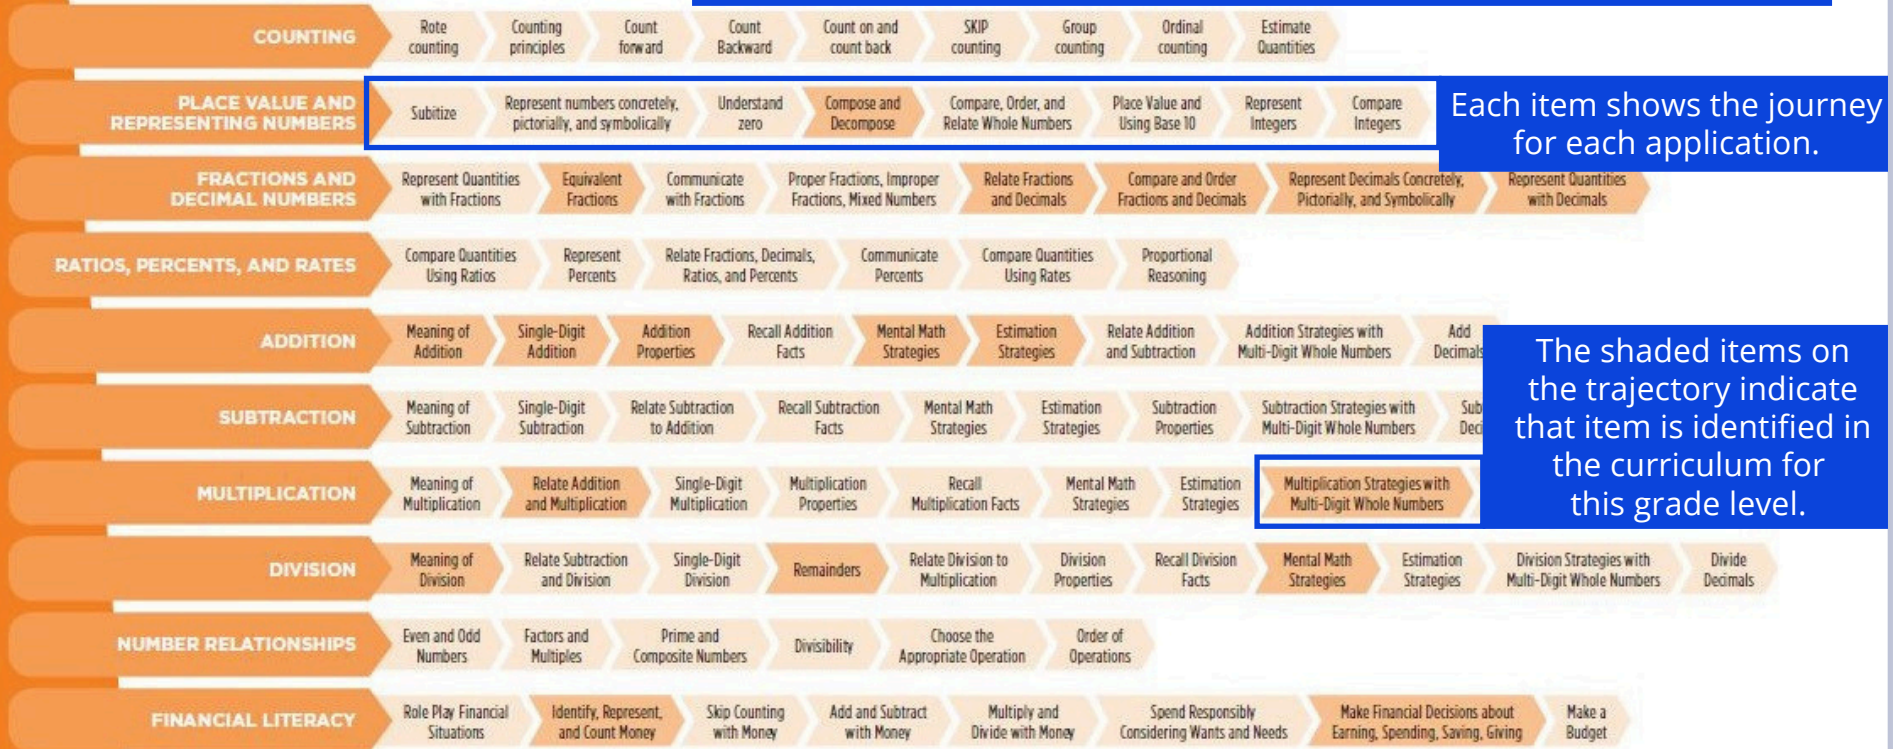 COUNTING
Rote
counting
Counting
principles
Count
forward
Count
Backward
Count on and
count back
SKIP
counting
Group
counting
Ordinal
counting
Estimate
Quantities
PLACE VALUE AND
REPRESENTING NUMBERS
Subitize
Represent numbers concretely,
pictorially, and symbolically
Understand
zero
Compose and
Decompose
Compare, Order, and
Relate Whole Numbers
Place Value and
Using Base 10
Represent
Integers
Compare
Integers
Each item shows the journey
for each application.
FRACTIONS AND
DECIMAL NUMBERS
Represent Quantities
with Fractions
Equivalent
Fractions
Communicate
with Fractions
Proper Fractions, Improper
Fractions, Mixed Numbers
Relate Fractions
and Decimals
Compare and Order
Fractions and Decimals
Represent Decimals Concretely,
Pictorially, and Symbolically
Represent Quantities
with Decimals
RATIOS, PERCENTS, AND RATES
Compare Quantities
Using Ratios
Represent
Percents
Relate Fractions, Decimals,
Ratios, and Percents
Communicate
Percents
Compare Quantities
Using Rates
Proportional
Reasoning
ADDITION
Meaning of
Addition
Single-Digit
Addition
Addition
Properties
Recall Addition
Facts
Mental Math
Strategies
Estimation
Strategies
Relate Addition
and Subtraction
Addition Strategies with
Multi-Digit Whole Numbers
Add
Decimals
The shaded items on
the trajectory indicate
that item is identified in
the curriculum for
this grade level.
SUBTRACTION
Meaning of
Subtraction
Single-Digit
Subtraction
Relate Subtraction
to Addition
Recall Subtraction
Facts
Mental Math
Strategies
Estimation
Strategies
Subtraction
Properties
Subtraction Strategies with
Multi-Digit Whole Numbers
Sub
Deci
MULTIPLICATION
Meaning of
Multiplication
Relate Addition
and Multiplication
Single-Digit
Multiplication
Multiplication
Properties
Recall
Multiplication Facts
Mental Math
Strategies
Estimation
Strategies
Multiplication Strategies with
Multi-Digit Whole Numbers
DIVISION
Meaning of
Division
Relate Subtraction
and Division
Single-Digit
Division
Remainders
Relate Division to
Multiplication
Division
Properties
Recall Division
Facts
Mental Math
Strategies
Estimation
Strategies
Division Strategies with
Multi-Digit Whole Numbers
Divide
Decimals
NUMBER RELATIONSHIPS
Even and Odd
Numbers
Factors and
Multiples
Prime and
Composite Numbers
Divisibility
Choose the
Appropriate Operation
Order of
Operations
FINANCIAL LITERACY
Role Play Financial
Situations
Identify, Represent,
and Count Money
Skip Counting
with Money
Add and Subtract
with Money
Multiply and
Divide with Money
Spend Responsibly
Considering Wants and Needs
Make Financial Decisions about
Earning, Spending, Saving, Giving
Make a
Budget